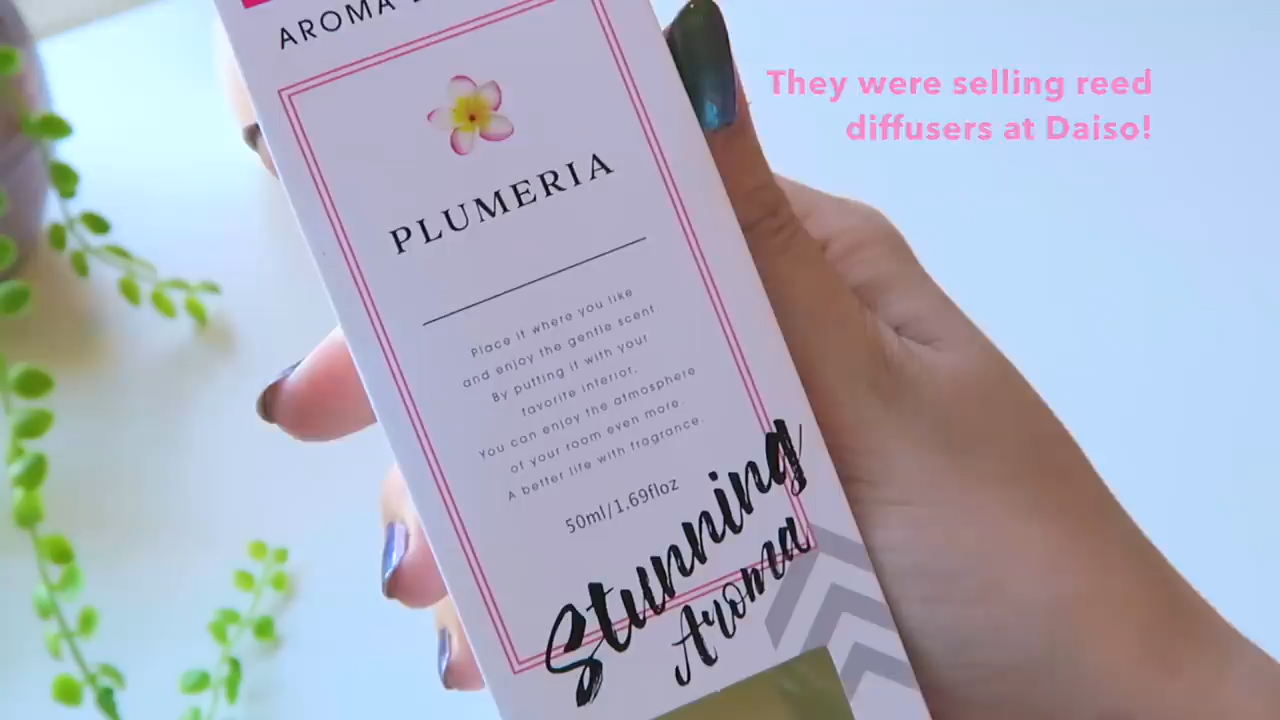 AROMA
They were selling reed
diffusers at Daiso!
PLUMERIA
Place it where you like
and enjoy the gentle scent
By putting it with your
favorite interior,
you can enjoy the atmosphere
of your room even more.
A better life with fragrance.
50ml/1.69floz
Stunning
Aroma